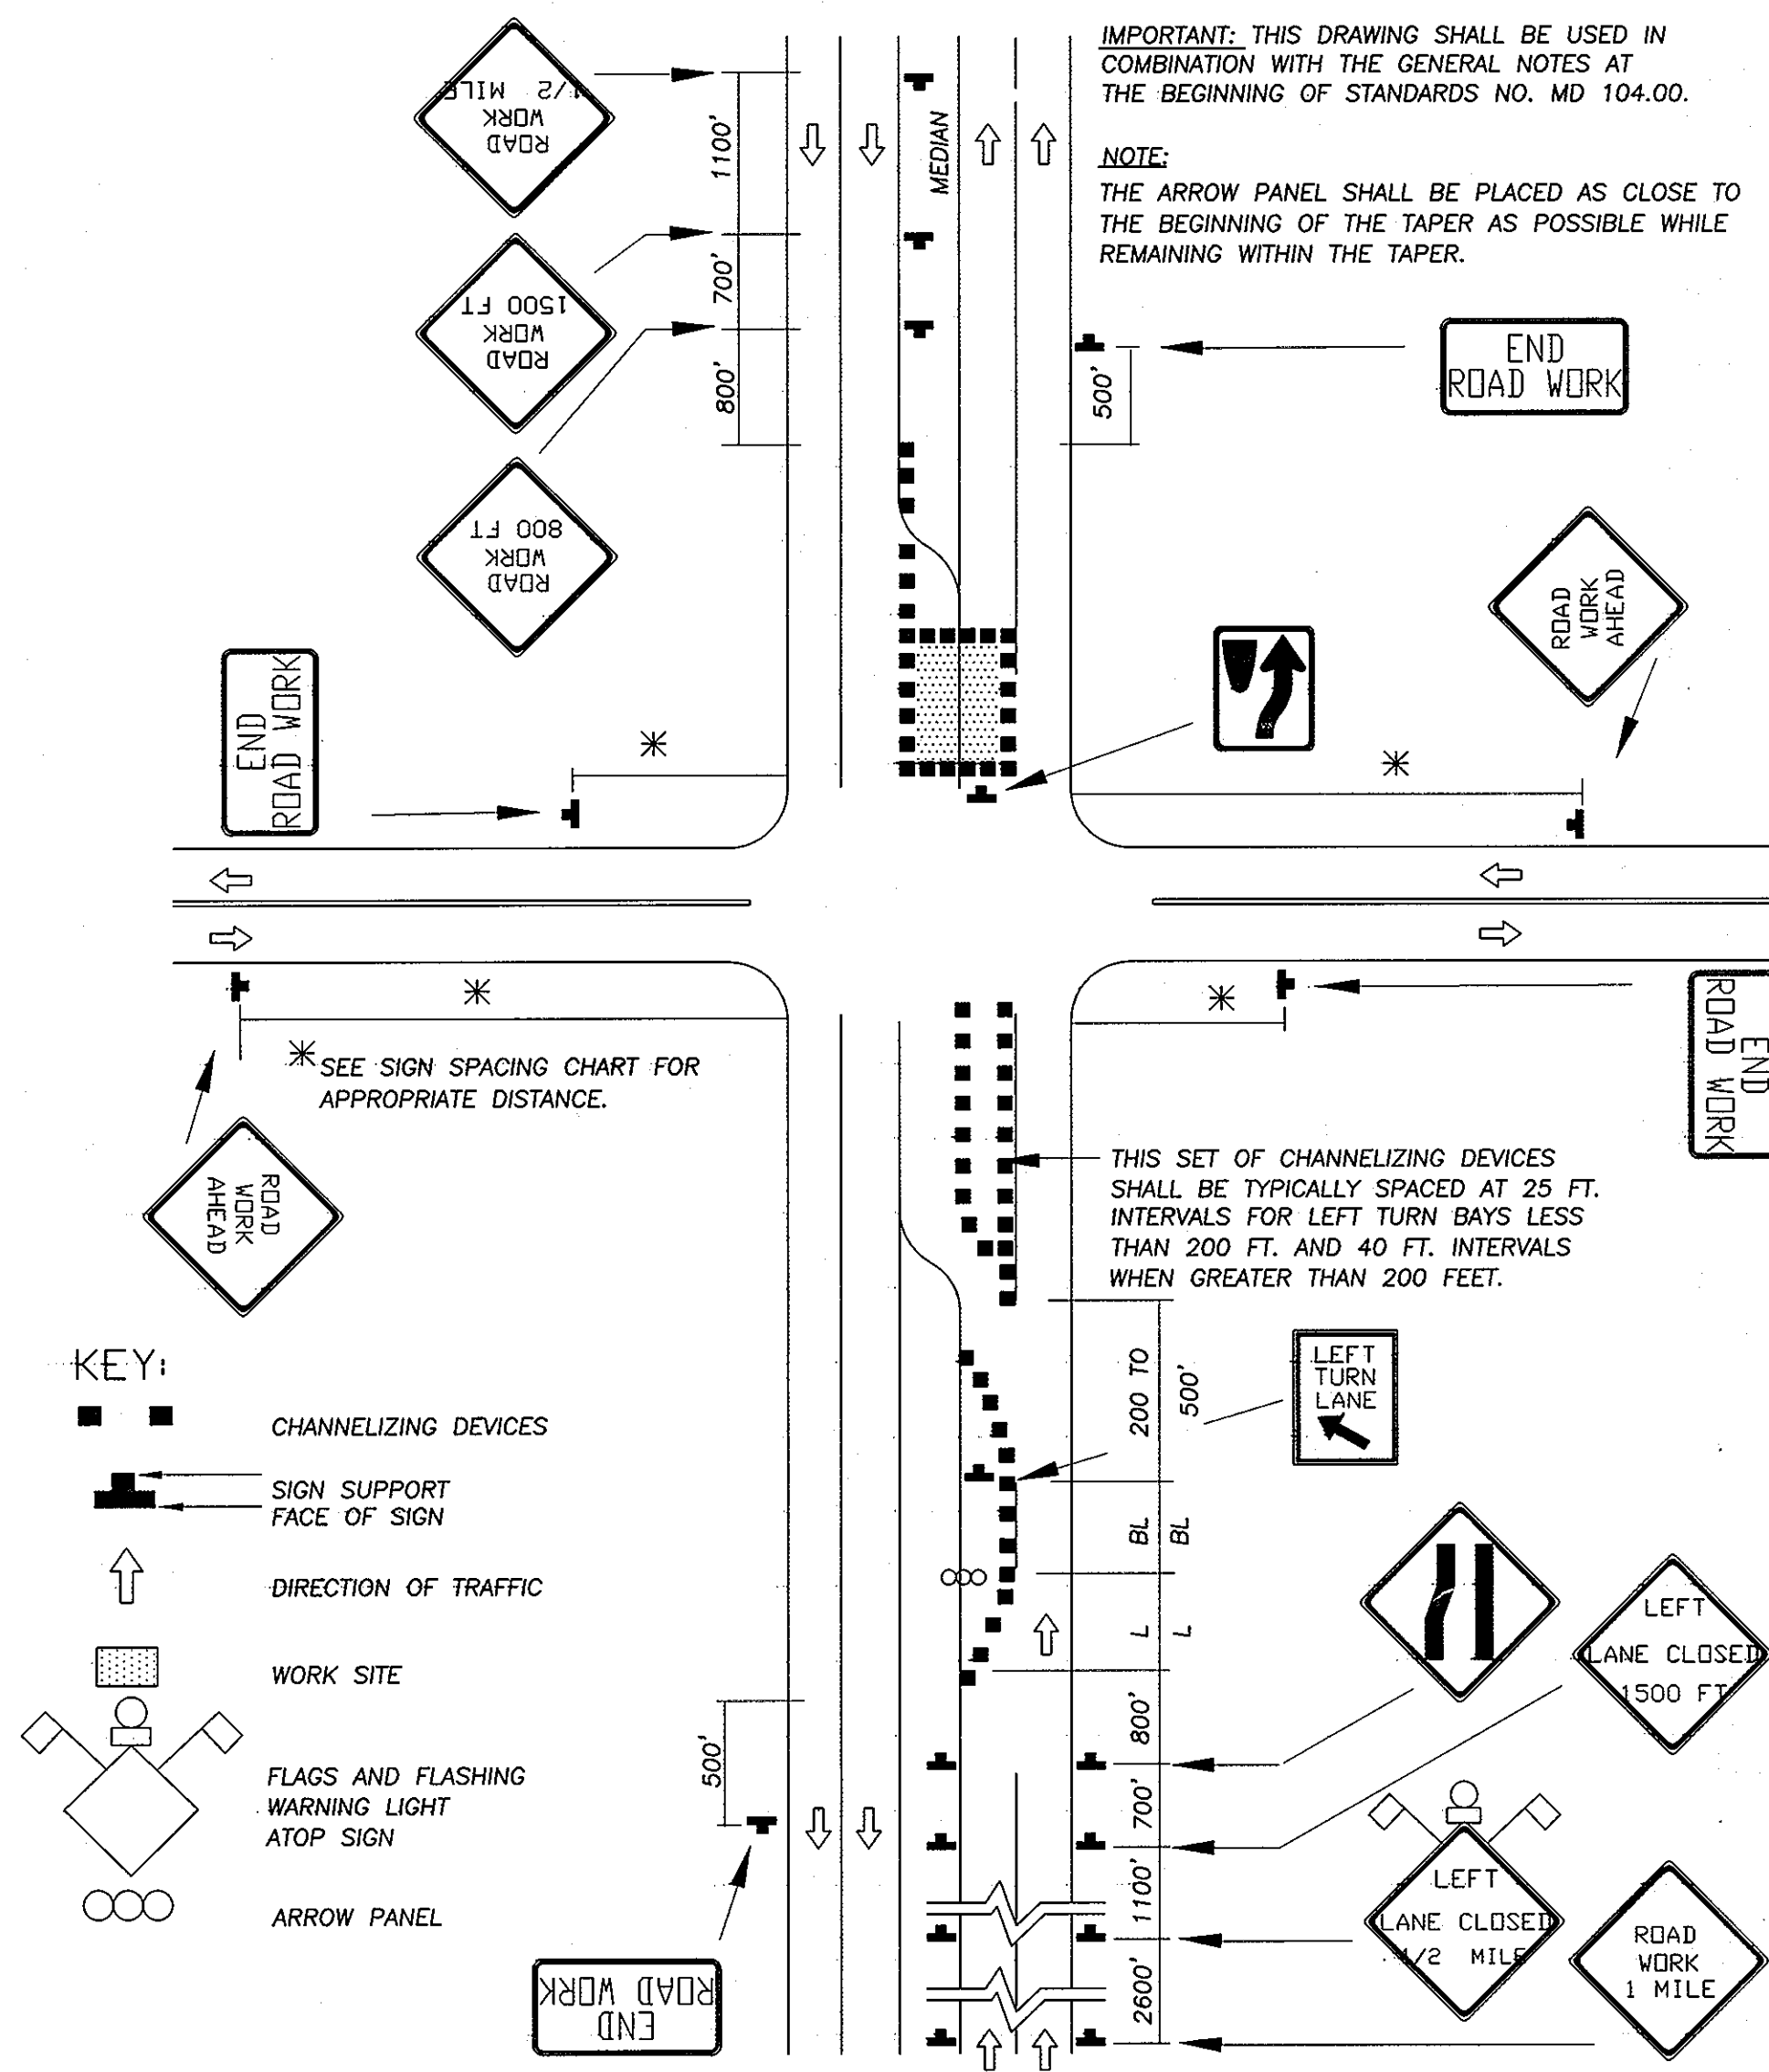 IMPORTANT: THIS DRAWING SHALL BE USED IN
COMBINATION WITH THE GENERAL NOTES AT
THE BEGINNING OF STANDARDS NO. MD 104.00.
NOTE:
THE ARROW PANEL SHALL BE PLACED AS CLOSE TO
THE BEGINNING OF THE TAPER AS POSSIBLE WHILE
REMAINING WITHIN THE TAPER.
ROAD
WORK
1/2 MILE
1100'
MEDIAN
ROAD
WORK
1500 FT
700'
800'
ROAD
WORK
800 FT
END
ROAD WORK
500'
END
ROAD WORK
ROAD
WORK
AHEAD
*
*
*
*
* SEE SIGN SPACING CHART FOR
APPROPRIATE DISTANCE.
ROAD
WORK
AHEAD
END
ROAD WORK
THIS SET OF CHANNELIZING DEVICES
SHALL BE TYPICALLY SPACED AT 25 FT.
INTERVALS FOR LEFT TURN BAYS LESS
THAN 200 FT. AND 40 FT. INTERVALS
WHEN GREATER THAN 200 FEET.
200 TO
500'
LEFT
TURN
LANE
BL
BL
L
L
800'
700'
1100'
2600'
LEFT
LANE CLOSED
1500 FT
LEFT
LANE CLOSED
1/2 MILE
ROAD
WORK
1 MILE
KEY:
CHANNELIZING DEVICES
SIGN SUPPORT
FACE OF SIGN
DIRECTION OF TRAFFIC
WORK SITE
FLAGS AND FLASHING
WARNING LIGHT
ATOP SIGN
ARROW PANEL
500'
END
ROAD WORK